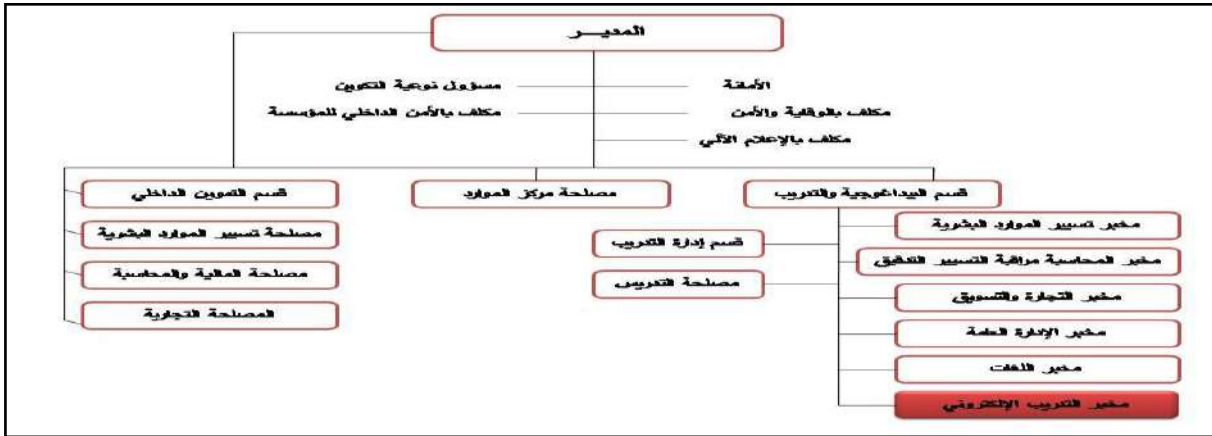 المديـــر
الأمانة
مسؤول نوعية التكوين
مكلف بالوقاية والأمن
مكلف بالأمن الداخلي للمؤسسة
مكلف بالإعلام الآلي
قسم البيداغوجية والتدريب
مصلحة مركز الموارد
قسم التموين الداخلي
مخبر تسيير الموارد البشرية
مخبر المحاسبة مراقبة التسيير التدقيق
مخبر التجارة والتسويق
مخبر الإدارة العامة
مخبر اللغات
مخبر التدريب الإلكتروني
قسم إدارة التدريب
مصلحة التدريس
مصلحة تسيير الموارد البشرية
مصلحة المالية والمحاسبة
المصلحة التجارية